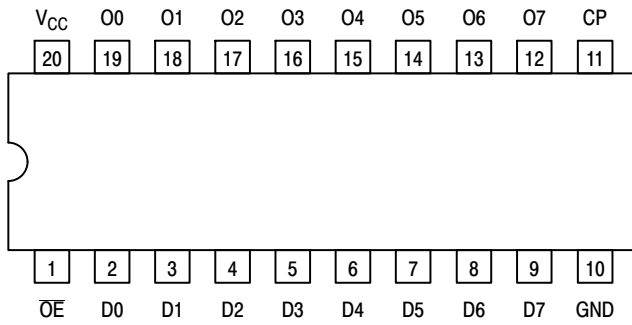 VCC O0 O1 O2 O3 O4 O5 O6 O7 CP
20 19 18 17 16 15 14 13 12 11
1 2 3 4 5 6 7 8 9 10
O̅E̅ D0 D1 D2 D3 D4 D5 D6 D7 GND